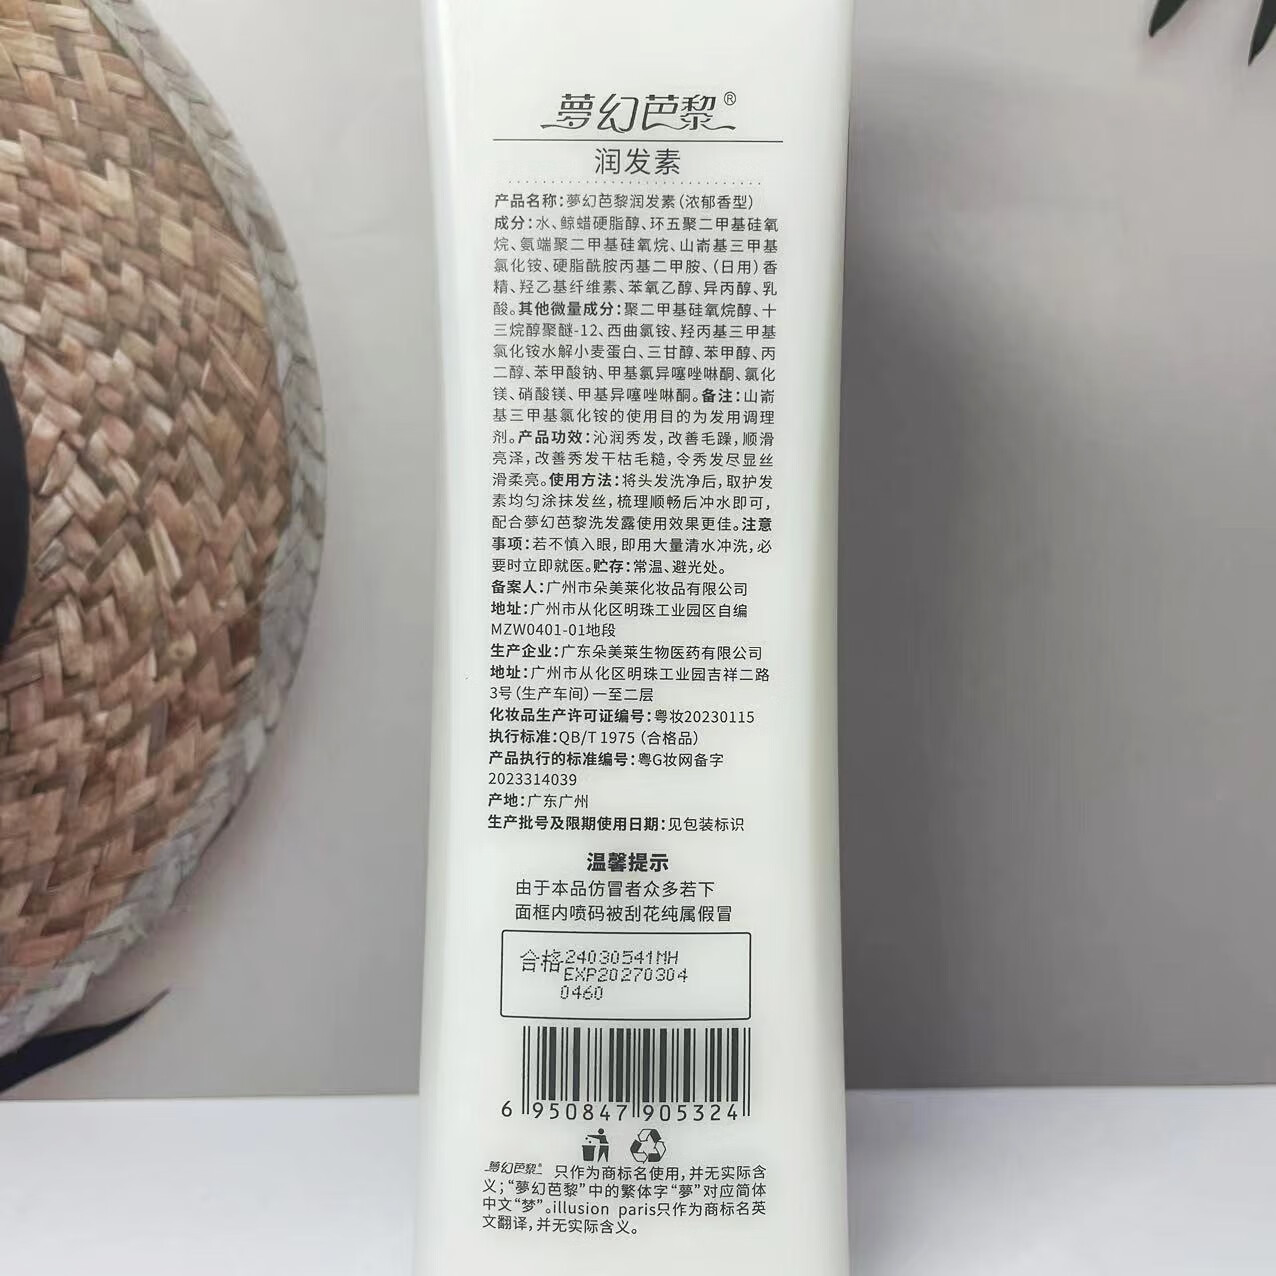 夢幻芭黎®
润发素
产品名称:夢幻芭黎润发素(浓郁香型)
成分:水、鲸蜡硬脂醇、环五聚二甲基硅氧
烷、氨端聚二甲基硅氧烷、山嵛基三甲基
氯化铵、硬脂酰胺丙基二甲胺、(日用)香
精、羟乙基纤维素、苯氧乙醇、异丙醇、乳
酸。其他微量成分:聚二甲基硅氧烷醇、十
三烷醇聚醚-12、西曲氯铵、羟丙基三甲基
氯化铵水解小麦蛋白、三甘醇、苯甲醇、丙
二醇、苯甲酸钠、甲基氯异噻唑啉酮、氯化
镁、硝酸镁、甲基异噻唑啉酮。备注:山嵛
基三甲基氯化铵的使用目的为发用调理
剂。产品功效:沁润秀发,改善毛躁,顺滑
亮泽,改善秀发干枯毛糙,令秀发尽显丝
滑柔亮。使用方法:将头发洗净后,取护发
素均匀涂抹发丝,梳理顺畅后冲水即可,
配合夢幻芭黎洗发露使用效果更佳。注意
事项:若不慎入眼,即用大量清水冲洗,必
要时立即就医。贮存:常温、避光处。
备案人:广州市朵美莱化妆品有限公司
地址:广州市从化区明珠工业园区自编
MZW0401-01地段
生产企业:广东朵美莱生物医药有限公司
地址:广州市从化区明珠工业园吉祥二路
3号(生产车间)一至二层
化妆品生产许可证编号:粤妆20230115
执行标准:QB/T 1975(合格品)
产品执行的标准编号:粤G妆网备字
2023314039
产地:广东广州
生产批号及限期使用日期:见包装标识
温馨提示
由于本品仿冒者众多若下
面框内喷码被刮花纯属假冒
合格24030541MH
EXP20270304
0460
6 950847 905324
夢幻芭黎® 只作为商标名使用,并无实际含
义;“夢幻芭黎”中的繁体字“夢”对应简体
中文“梦”。illusion paris只作为商标名英
文翻译,并无实际含义。